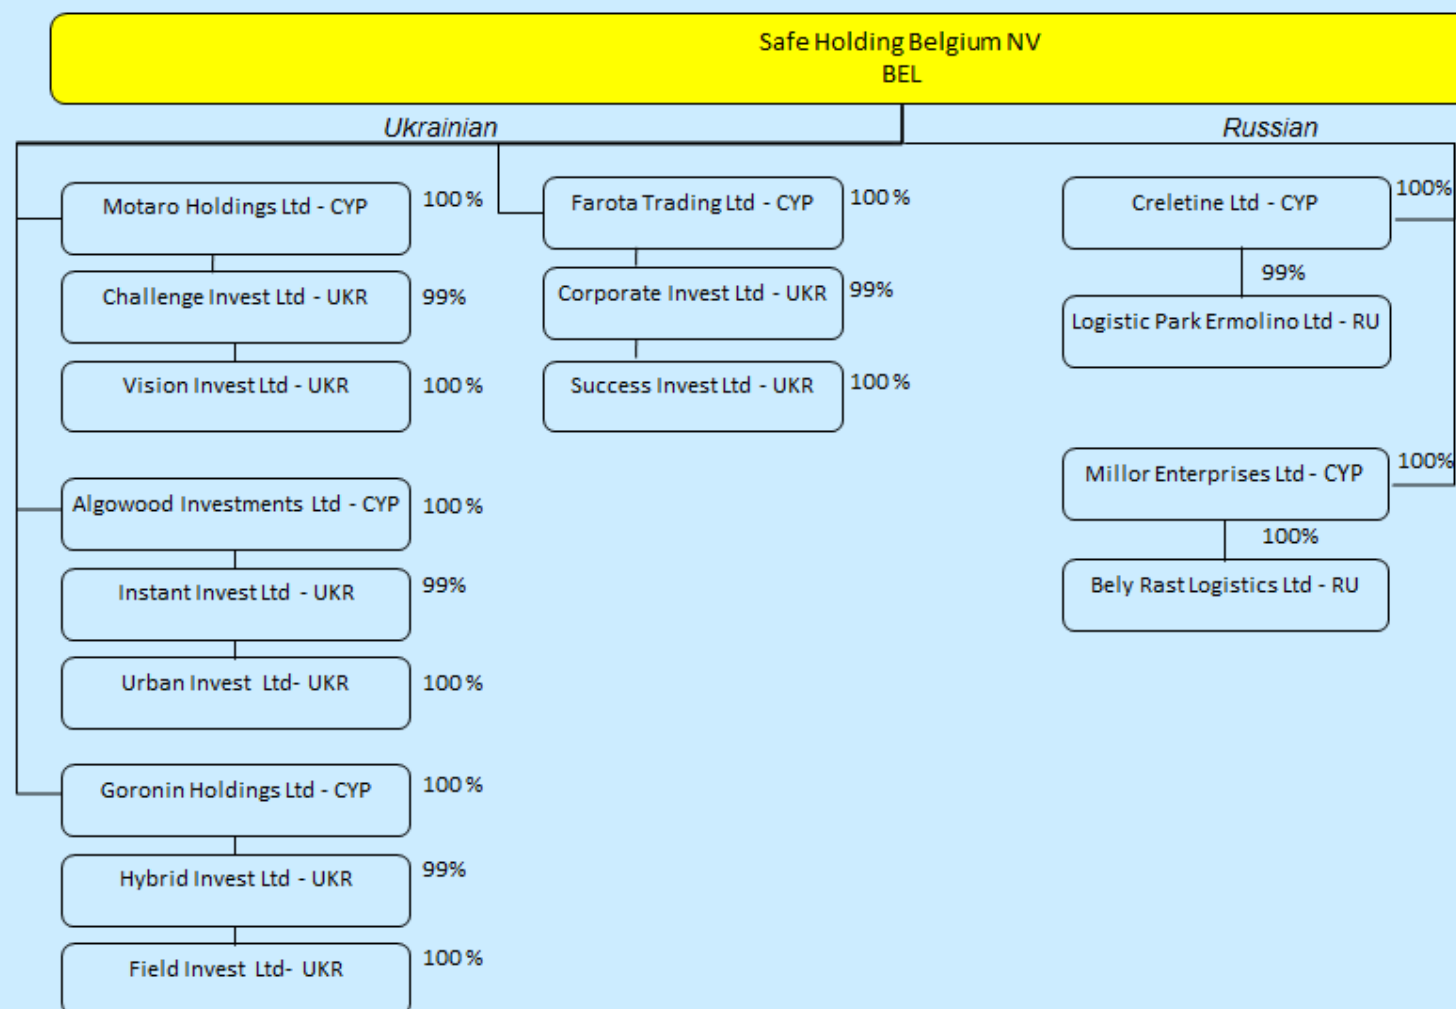 Safe Holding Belgium NV
BEL
Ukrainian
Russian
Motaro Holdings Ltd - CYP
100 %
Challenge Invest Ltd - UKR
99%
Vision Invest Ltd - UKR
100 %
Algowood Investments Ltd - CYP
100 %
Instant Invest Ltd - UKR
99%
Urban Invest Ltd- UKR
100 %
Goronin Holdings Ltd - CYP
100 %
Hybrid Invest Ltd - UKR
99%
Field Invest Ltd- UKR
100 %
Farota Trading Ltd - CYP
100 %
Corporate Invest Ltd - UKR
99%
Success Invest Ltd - UKR
100 %
Creletine Ltd - CYP
100%
99%
Logistic Park Ermolino Ltd - RU
Millor Enterprises Ltd - CYP
100%
100%
Bely Rast Logistics Ltd - RU